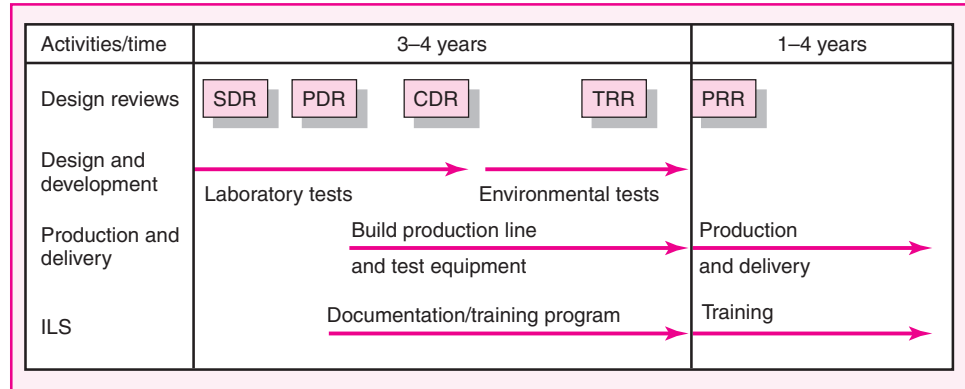 Activities/time
3–4 years
1–4 years
Design reviews
SDR
PDR
CDR
TRR
PRR
Design and
development
Laboratory tests
Environmental tests
Production and
delivery
Build production line
and test equipment
Production
and delivery
ILS
Documentation/training program
Training